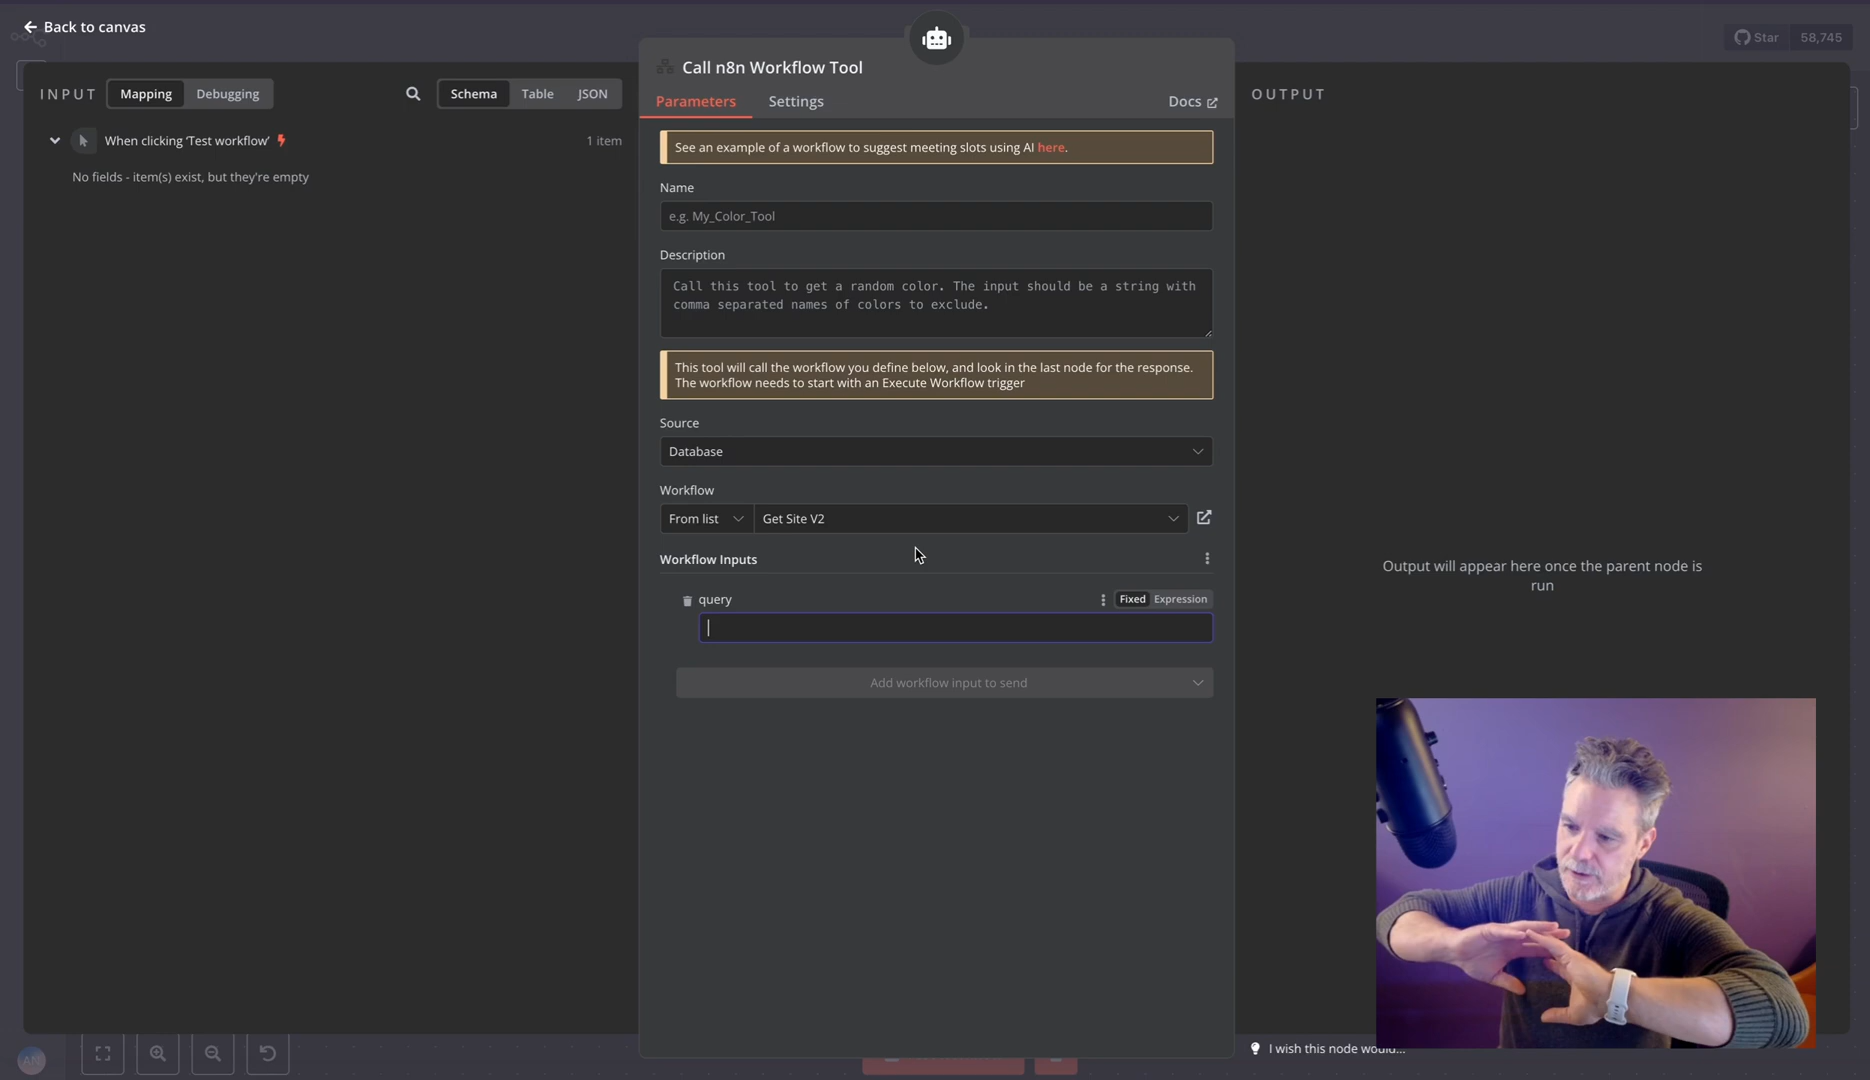 Back to canvas
Star 58,745
INPUT Mapping Debugging Schema Table JSON
When clicking ‘Test workflow’ 1 item
No fields - item(s) exist, but they're empty
Call n8n Workflow Tool
Parameters Settings Docs
See an example of a workflow to suggest meeting slots using AI here.
Name
e.g. My_Color_Tool
Description
Call this tool to get a random color. The input should be a string with
comma separated names of colors to exclude.
This tool will call the workflow you define below, and look in the last node for the response.
The workflow needs to start with an Execute Workflow trigger
Source
Database
Workflow
From list Get Site V2
Workflow Inputs
query Fixed Expression
Add workflow input to send
OUTPUT
Output will appear here once the parent node is
run
I wish this node would...
AN